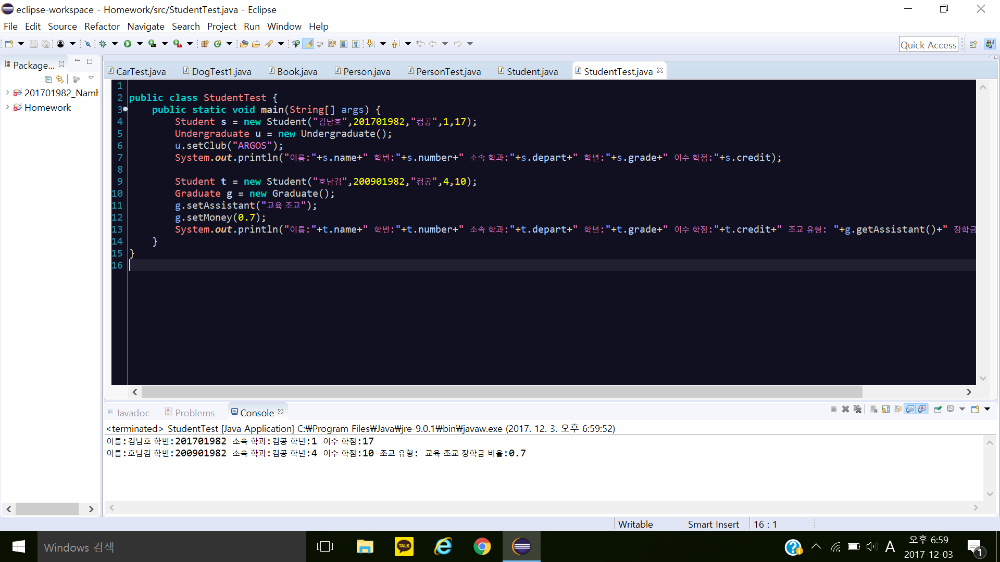 eclipse-workspace - Homework/src/StudentTest.java - Eclipse
File Edit Source Refactor Navigate Search Project Run Window Help
Quick Access
Package...
201701982_Namh
Homework
CarTest.java DogTest1.java Book.java Person.java PersonTest.java Student.java StudentTest.java
1
2 public class StudentTest {
3 public static void main(String[] args) {
4 Student s = new Student("김남호",201701982,"컴공",1,17);
5 Undergraduate u = new Undergraduate();
6 u.setClub("ARGOS");
7 System.out.println("이름:"+s.name+" 학번:"+s.number+" 소속 학과:"+s.depart+" 학년:"+s.grade+" 이수 학점:"+s.credit);
8
9 Student t = new Student("호남김",200901982,"컴공",4,10);
10 Graduate g = new Graduate();
11 g.setAssistant("교육 조교");
12 g.setMoney(0.7);
13 System.out.println("이름:"+t.name+" 학번:"+t.number+" 소속 학과:"+t.depart+" 학년:"+t.grade+" 이수 학점:"+t.credit+" 조교 유형: "+g.getAssistant()+" 장학금
14 }
15 }
16
Javadoc Problems Console
<terminated> StudentTest [Java Application] C:₩Program Files₩Java₩jre-9.0.1₩bin₩javaw.exe (2017. 12. 3. 오후 6:59:52)
이름:김남호 학번:201701982 소속 학과:컴공 학년:1 이수 학점:17
이름:호남김 학번:200901982 소속 학과:컴공 학년:4 이수 학점:10 조교 유형: 교육 조교 장학금 비율:0.7
Writable Smart Insert 16 : 1
Windows 검색
TALK
A
오후 6:59
2017-12-03
1